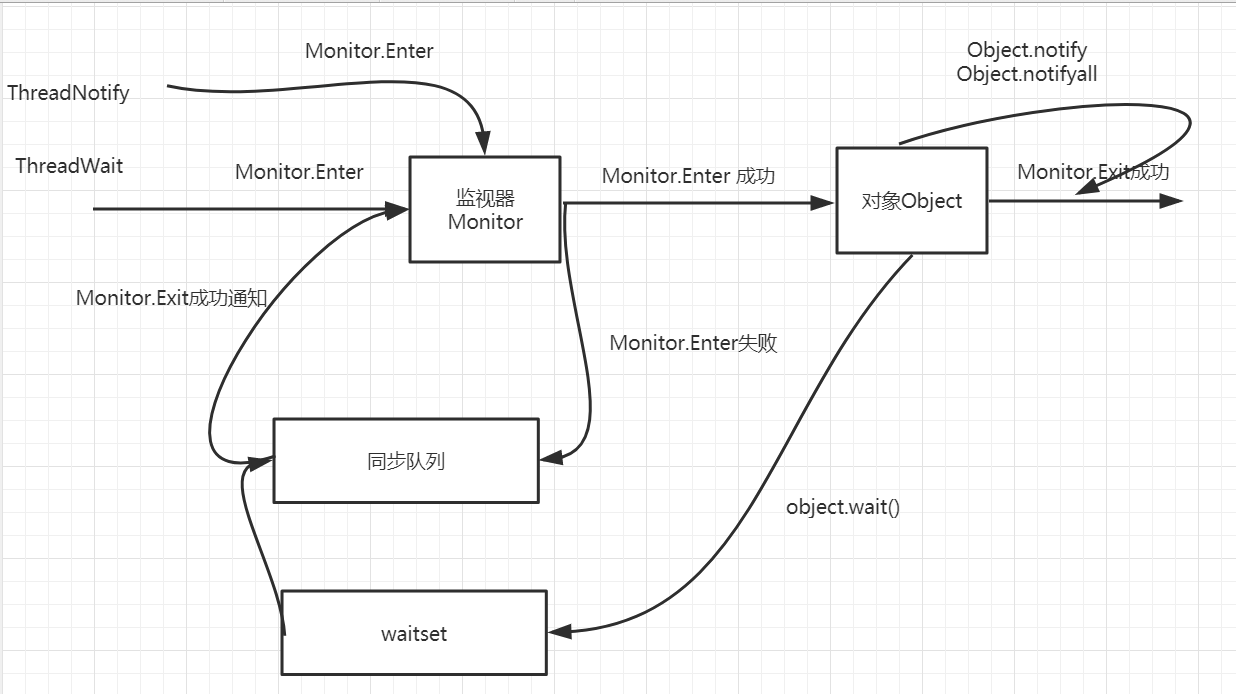 Monitor.Enter
Object.notify
Object.notifyall
ThreadNotify
ThreadWait
Monitor.Enter
监视器
Monitor
Monitor.Enter 成功
对象Object
Monitor.Exit成功
Monitor.Exit成功通知
Monitor.Enter失败
同步队列
object.wait()
waitset